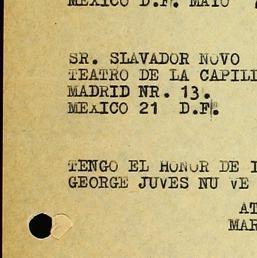 MEXICO D.F. MAYO
SR. SLAVADOR NOVO
TEATRO DE LA CAPILL
MADRID NR. 13.
MEXICO 21 D.F.
TENGO EL HONOR DE I
GEORGE JUVES NU VE
AT
MAR